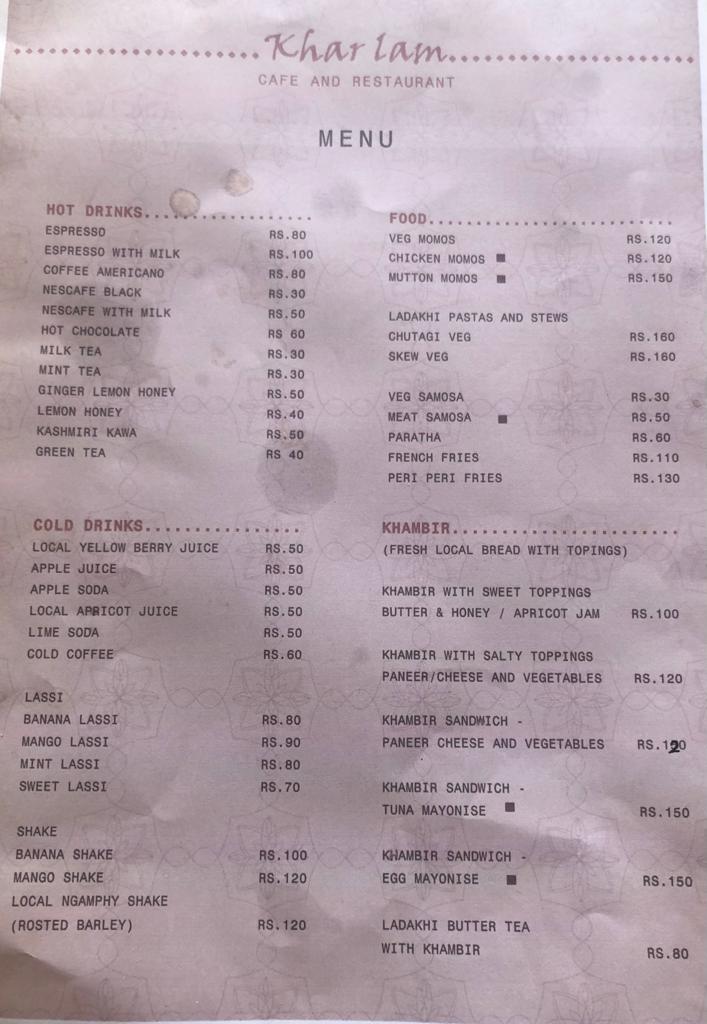 Khar lam
CAFE AND RESTAURANT
MENU
HOT DRINKS
ESPRESSO RS.80
ESPRESSO WITH MILK RS.100
COFFEE AMERICANO RS.80
NESCAFE BLACK RS.30
NESCAFE WITH MILK RS.50
HOT CHOCOLATE RS 60
MILK TEA RS.30
MINT TEA RS.30
GINGER LEMON HONEY RS.50
LEMON HONEY RS.40
KASHMIRI KAWA RS.50
GREEN TEA RS 40
COLD DRINKS
LOCAL YELLOW BERRY JUICE RS.50
APPLE JUICE RS.50
APPLE SODA RS.50
LOCAL APRICOT JUICE RS.50
LIME SODA RS.50
COLD COFFEE RS.60
LASSI
BANANA LASSI RS.80
MANGO LASSI RS.90
MINT LASSI RS.80
SWEET LASSI RS.70
SHAKE
BANANA SHAKE RS.100
MANGO SHAKE RS.120
LOCAL NGAMPHY SHAKE
(ROSTED BARLEY) RS.120
FOOD
VEG MOMOS RS.120
CHICKEN MOMOS RS.120
MUTTON MOMOS RS.150
LADAKHI PASTAS AND STEWS
CHUTAGI VEG RS.160
SKEW VEG RS.160
VEG SAMOSA RS.30
MEAT SAMOSA RS.50
PARATHA RS.60
FRENCH FRIES RS.110
PERI PERI FRIES RS.130
KHAMBIR
(FRESH LOCAL BREAD WITH TOPINGS)
KHAMBIR WITH SWEET TOPPINGS
BUTTER & HONEY / APRICOT JAM RS.100
KHAMBIR WITH SALTY TOPPINGS
PANEER/CHEESE AND VEGETABLES RS.120
KHAMBIR SANDWICH -
PANEER CHEESE AND VEGETABLES RS.120
KHAMBIR SANDWICH -
TUNA MAYONISE RS.150
KHAMBIR SANDWICH -
EGG MAYONISE RS.150
LADAKHI BUTTER TEA
WITH KHAMBIR RS.80